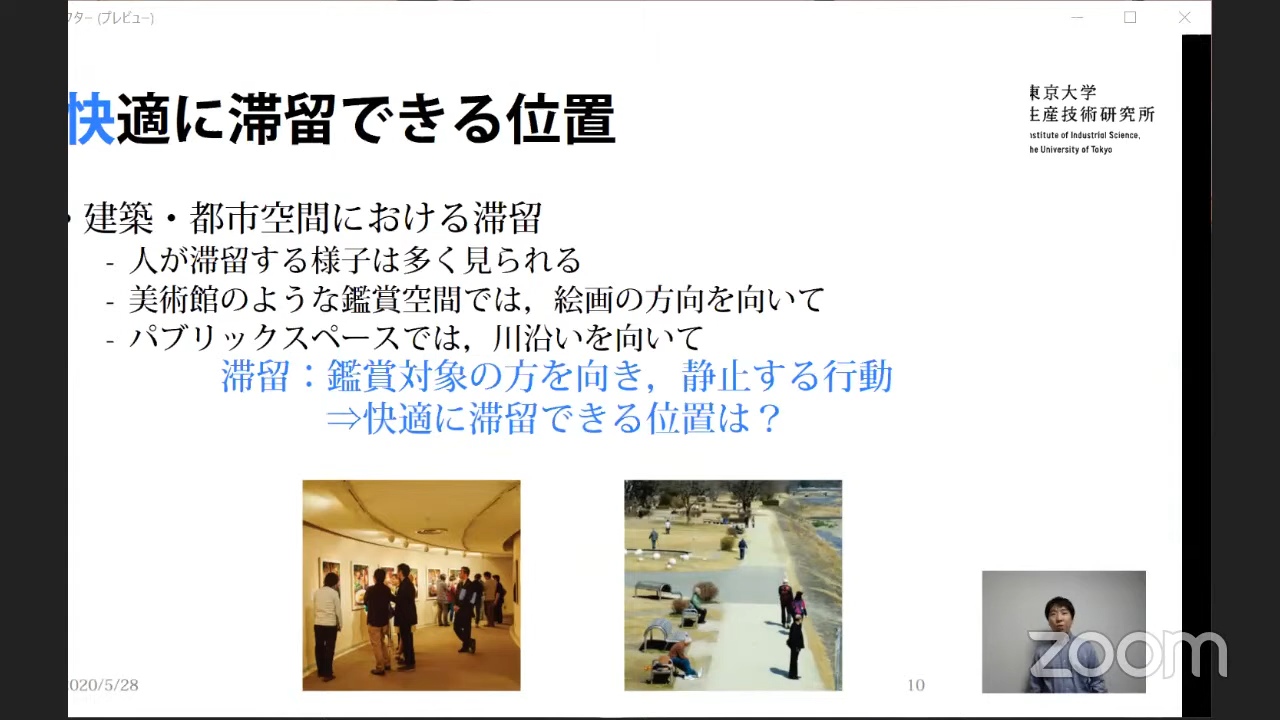 ター (プレビュー)
快適に滞留できる位置
東京大学
生産技術研究所
nstitute of Industrial Science,
he University of Tokyo
・建築・都市空間における滞留
- 人が滞留する様子は多く見られる
- 美術館のような鑑賞空間では，絵画の方向を向いて
- パブリックスペースでは，川沿いを向いて
滞留：鑑賞対象の方を向き，静止する行動
⇒快適に滞留できる位置は？
020/5/28
10
zoom